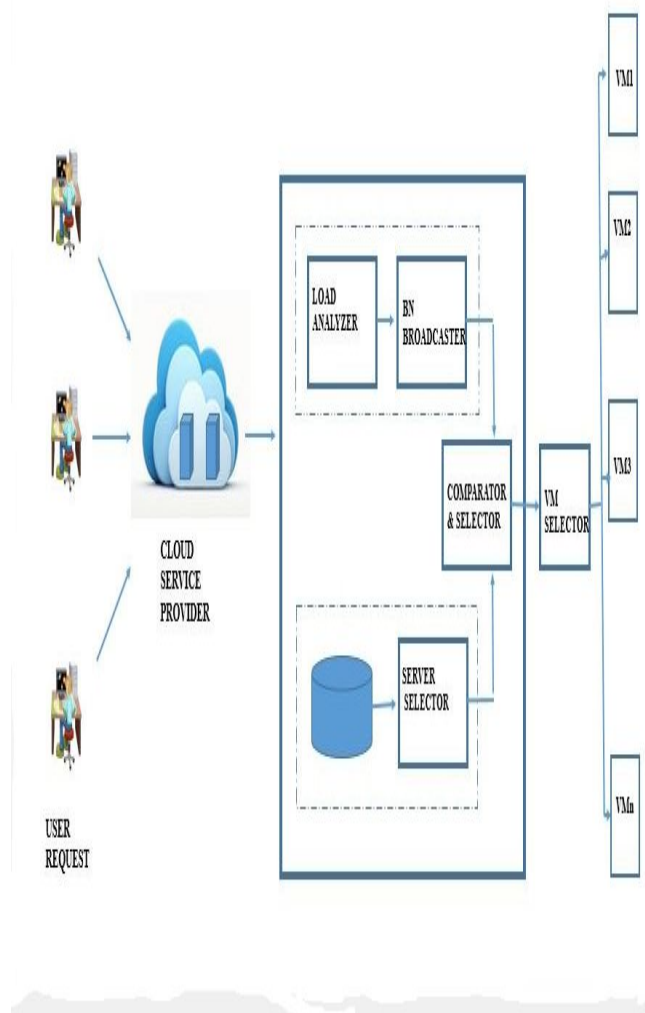 VM1
VM2
LOAD
ANALYZER
BN
BROADCASTER
COMPARATOR
& SELECTOR
VM
SELECTOR
VM3
CLOUD
SERVICE
PROVIDER
SERVER
SELECTOR
VMn
USER
REQUEST